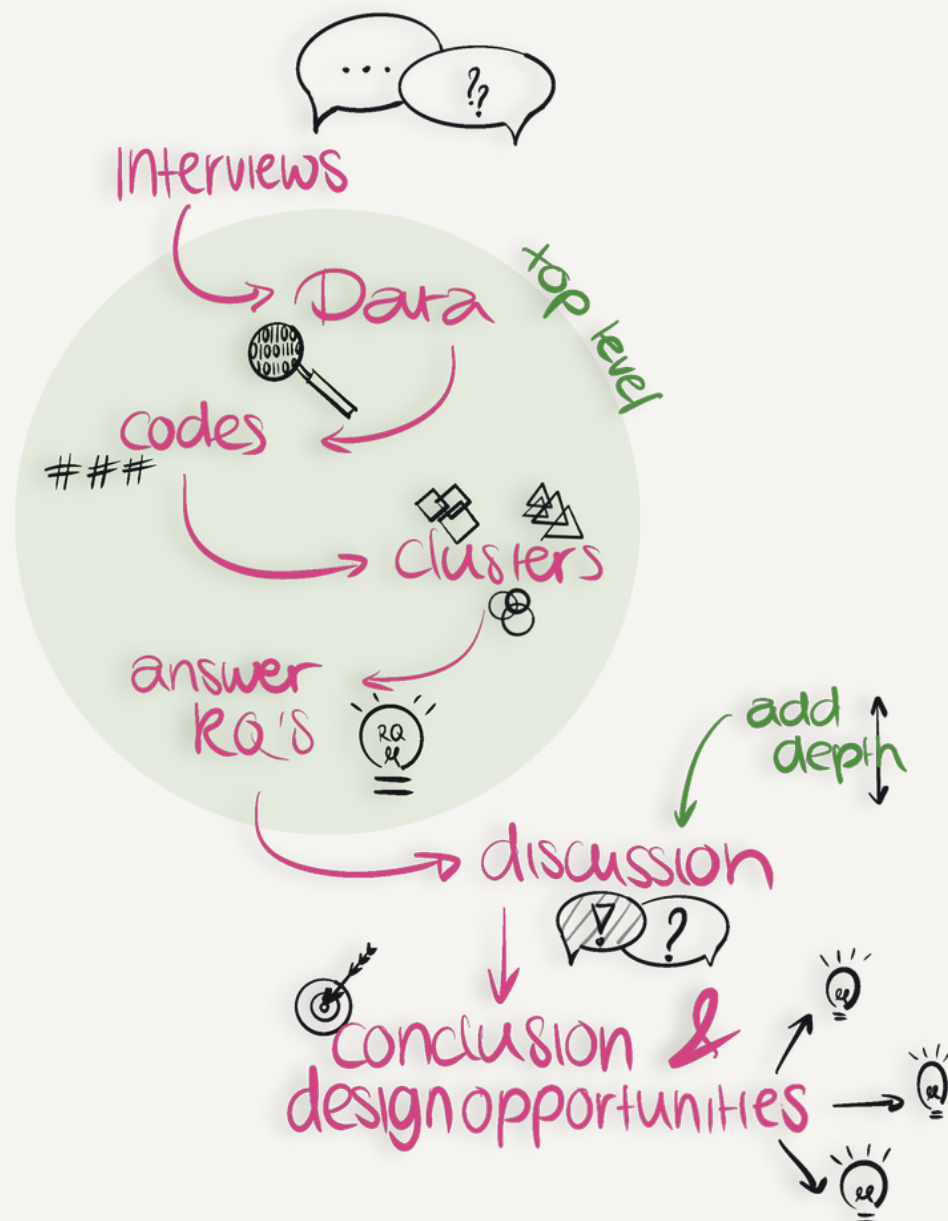 ...
??
Interviews
Data
top level
codes
###
clusters
answer
RQ's
RQ
add
depth
discussion
! ?
conclusion &
design opportunities